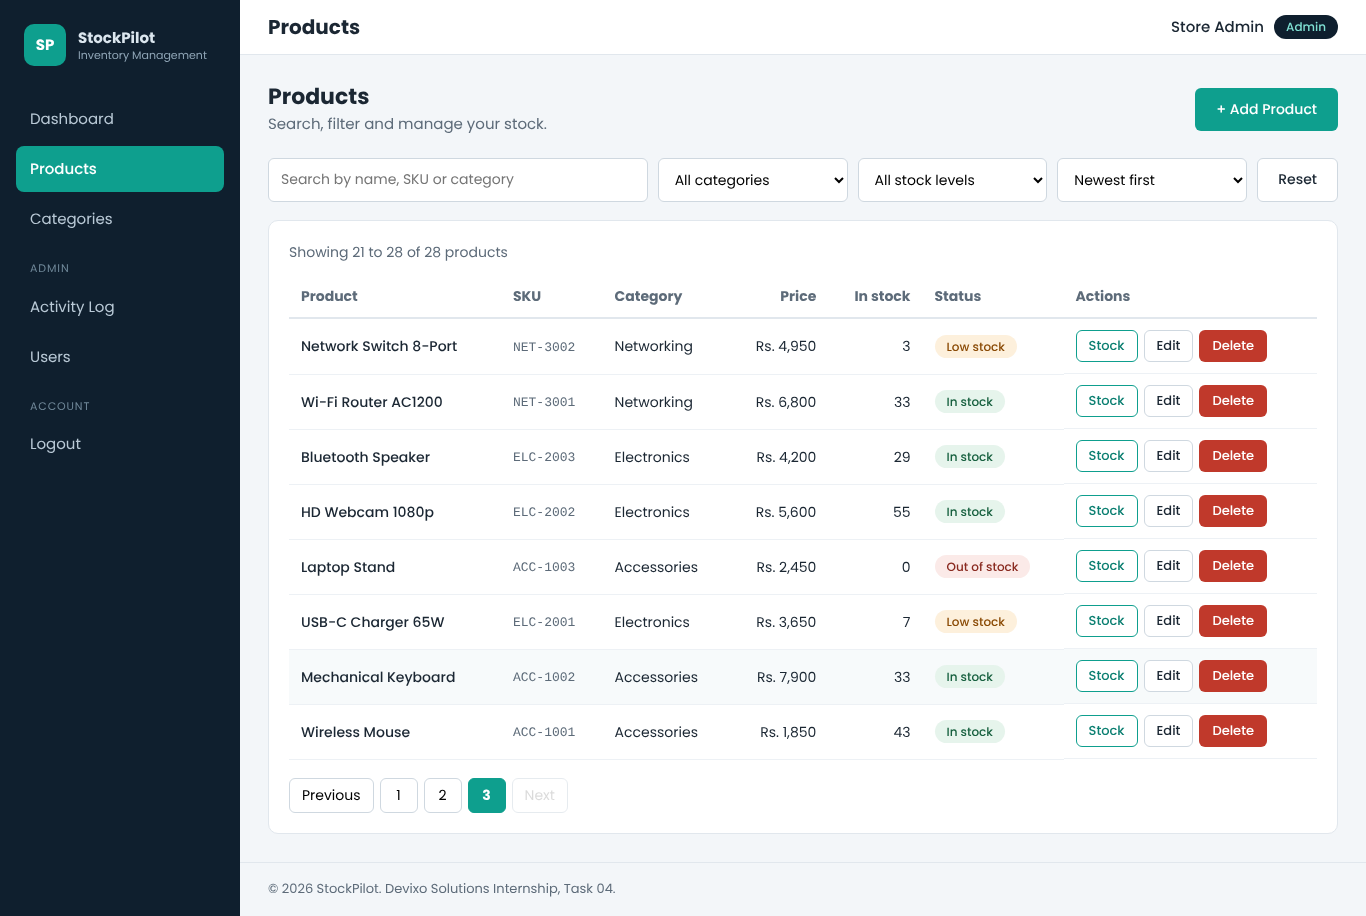 SP
StockPilot
Inventory Management
Dashboard
Products
Categories
ADMIN
Activity Log
Users
ACCOUNT
Logout
Products
Store Admin Admin
Products
Search, filter and manage your stock.
+ Add Product
Search by name, SKU or category All categories All stock levels Newest first Reset
Showing 21 to 28 of 28 products
Product SKU Category Price In stock Status Actions
Network Switch 8-Port NET-3002 Networking Rs. 4,950 3 Low stock Stock Edit Delete
Wi-Fi Router AC1200 NET-3001 Networking Rs. 6,800 33 In stock Stock Edit Delete
Bluetooth Speaker ELC-2003 Electronics Rs. 4,200 29 In stock Stock Edit Delete
HD Webcam 1080p ELC-2002 Electronics Rs. 5,600 55 In stock Stock Edit Delete
Laptop Stand ACC-1003 Accessories Rs. 2,450 0 Out of stock Stock Edit Delete
USB-C Charger 65W ELC-2001 Electronics Rs. 3,650 7 Low stock Stock Edit Delete
Mechanical Keyboard ACC-1002 Accessories Rs. 7,900 33 In stock Stock Edit Delete
Wireless Mouse ACC-1001 Accessories Rs. 1,850 43 In stock Stock Edit Delete
Previous 1 2 3 Next
© 2026 StockPilot. Devixo Solutions Internship, Task 04.